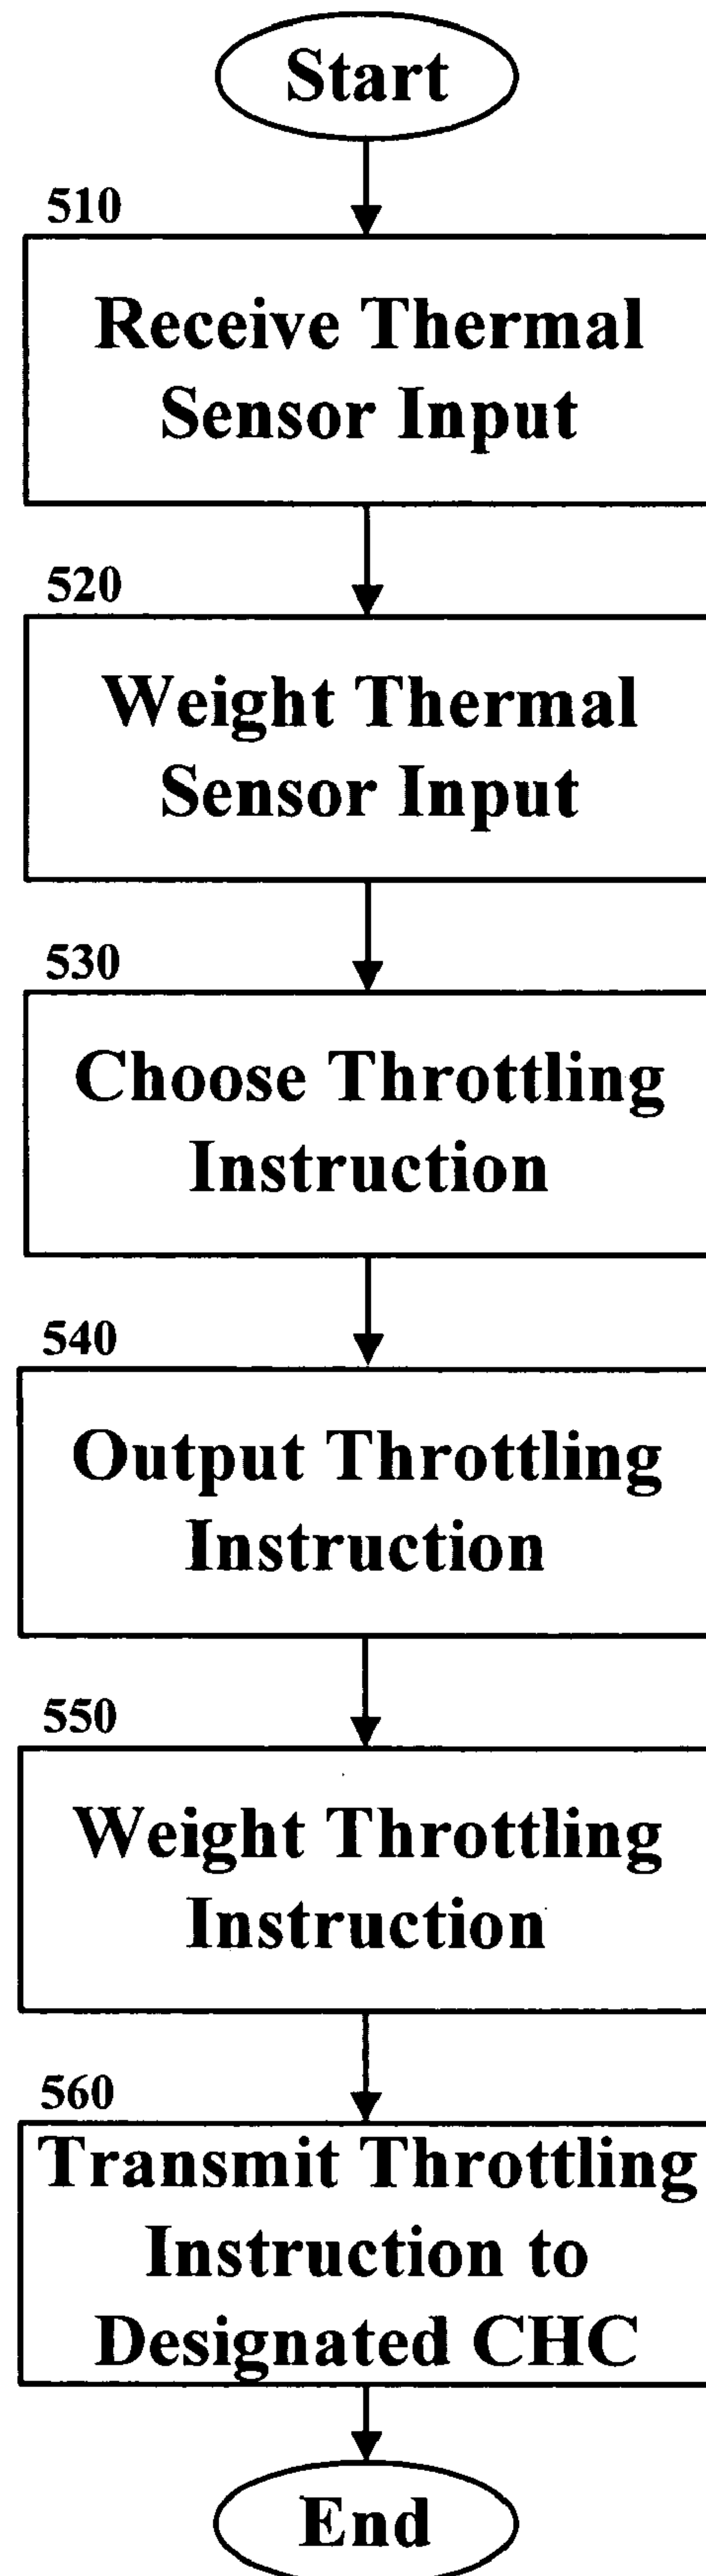 Start
510
Receive Thermal
Sensor Input
520
Weight Thermal
Sensor Input
530
Choose Throttling
Instruction
540
Output Throttling
Instruction
550
Weight Throttling
Instruction
560
Transmit Throttling
Instruction to
Designated CHC
End